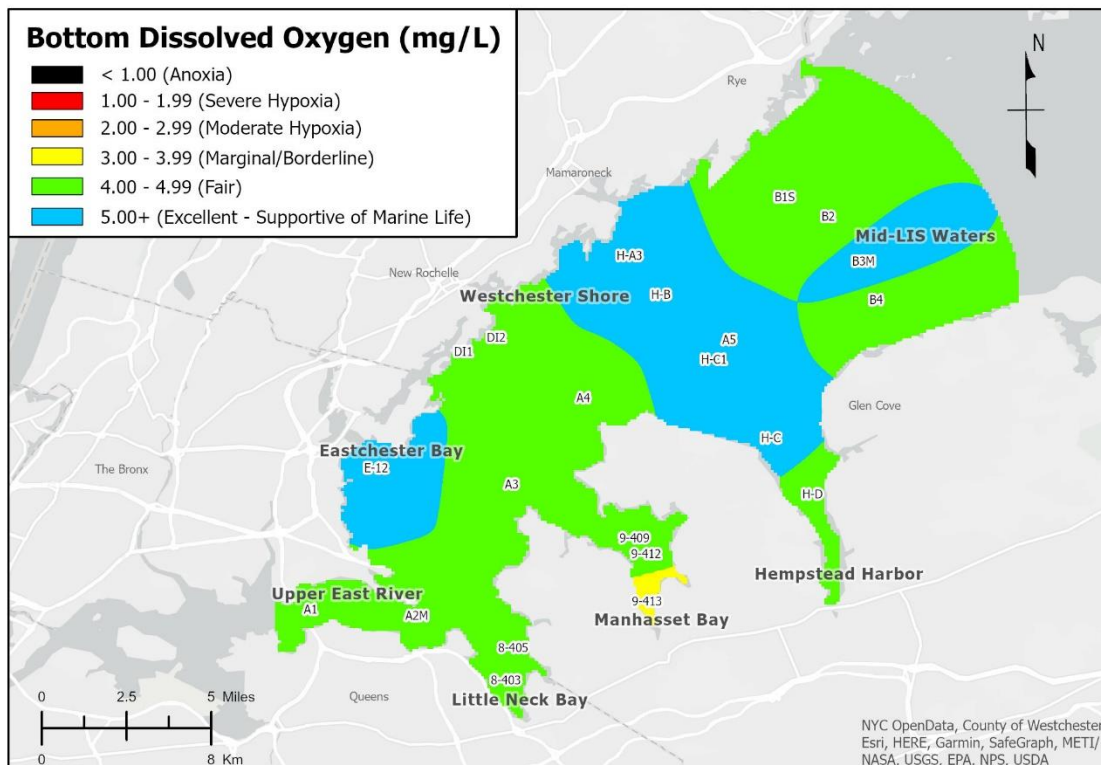 Bottom Dissolved Oxygen (mg/L)
< 1.00 (Anoxia)
1.00 - 1.99 (Severe Hypoxia)
2.00 - 2.99 (Moderate Hypoxia)
3.00 - 3.99 (Marginal/Borderline)
4.00 - 4.99 (Fair)
5.00+ (Excellent - Supportive of Marine Life)
N
Rye
Mamaroneck
B1S
B2
Mid-LIS Waters
H-A3
B3M
New Rochelle
Westchester Shore
H-B
B4
DI2
DI1
A5
H-C1
A4
Glen Cove
H-C
Eastchester Bay
E-12
The Bronx
A3
H-D
9-409
9-412
Hempstead Harbor
Upper East River
9-413
A1
A2M
Manhasset Bay
8-405
8-403
Queens
Little Neck Bay
0 2.5 5 Miles
0 8 Km
NYC OpenData, County of Westchester,
Esri, HERE, Garmin, SafeGraph, METI/
NASA, USGS, EPA, NPS, USDA